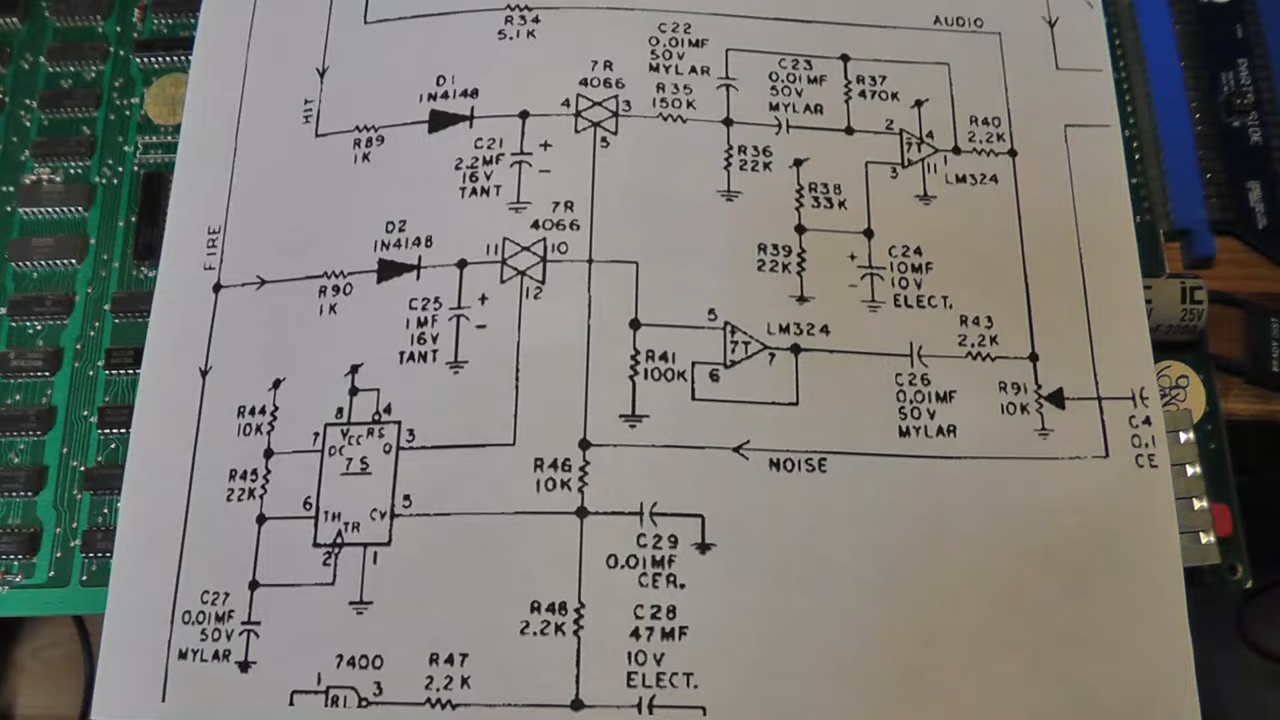 R34
5.1K
AUDIO
C22
0.01MF
50V
MYLAR
C23
0.01MF
50V
MYLAR
R37
470K
HIT
D1
1N4148
R89
1K
C21
2.2MF
16V
TANT
+
-
7R
4066
4
3
5
R35
150K
R36
22K
2
3
4
7T
1
11
LM324
R40
2.2K
R38
33K
R39
22K
C24
10MF
10V
ELECT.
+
-
FIRE
D2
1N4148
R90
1K
C25
1MF
16V
TANT
+
-
7R
4066
11
10
12
R41
100K
5
6
7T
7
LM324
C26
0.01MF
50V
MYLAR
R43
2.2K
R91
10K
C4
0.1
CE
NOISE
R44
10K
R45
22K
8
4
VCC
RS
7
DC
O
3
7S
6
TH
TR
CV
5
2
1
C27
0.01MF
50V
MYLAR
R46
10K
C29
0.01MF
CER.
R48
2.2K
C28
47MF
10V
ELECT.
7400
1
R1
3
R47
2.2K
iC
25V
PARTS SIDE